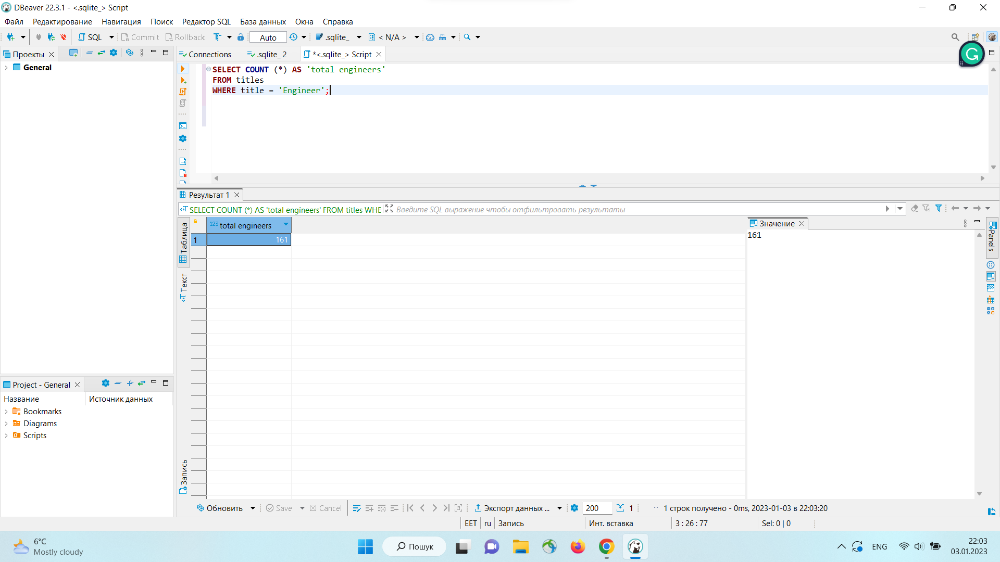 DBeaver 22.3.1 - <.sqlite_> Script
Файл Редактирование Навигация Поиск Редактор SQL База данных Окна Справка
SQL Commit Rollback Auto .sqlite_ < N/A >
Проекты
General
Connections .sqlite_ 2 *<.sqlite_> Script
SELECT COUNT (*) AS 'total engineers'
FROM titles
WHERE title = 'Engineer';
Результат 1
SELECT COUNT (*) AS 'total engineers' FROM titles WHE Введите SQL выражение чтобы отфильтровать результаты
Таблица
Текст
Запись
123 total engineers
1 161
Значение
161
Panels
Project - General
Название Источник данных
Bookmarks
Diagrams
Scripts
Обновить Save Cancel Экспорт данных ... 200 1 1 строк получено - 0ms, 2023-01-03 в 22:03:20
EET ru Запись Инт. вставка 3 : 26 : 77 Sel: 0 | 0
6°C
Mostly cloudy
Пошук
ENG
22:03
03.01.2023